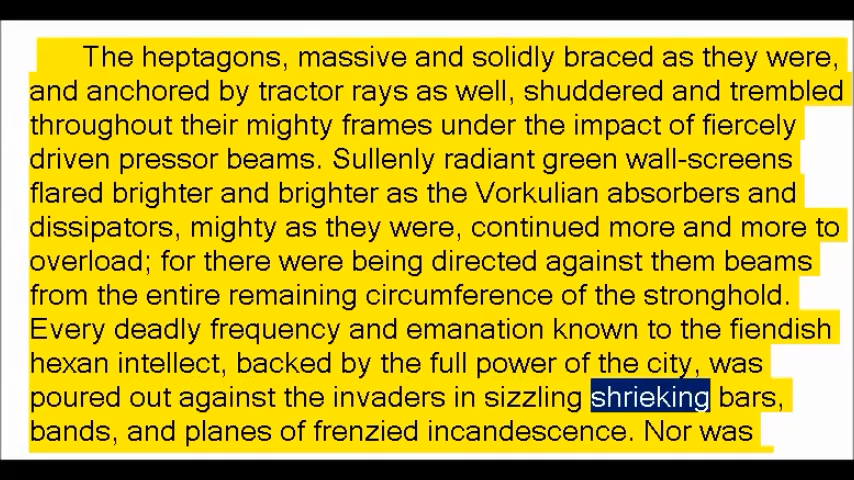 The heptagons, massive and solidly braced as they were,
and anchored by tractor rays as well, shuddered and trembled
throughout their mighty frames under the impact of fiercely
driven pressor beams. Sullenly radiant green wall-screens
flared brighter and brighter as the Vorkulian absorbers and
dissipators, mighty as they were, continued more and more to
overload; for there were being directed against them beams
from the entire remaining circumference of the stronghold.
Every deadly frequency and emanation known to the fiendish
hexan intellect, backed by the full power of the city, was
poured out against the invaders in sizzling shrieking bars,
bands, and planes of frenzied incandescence. Nor was